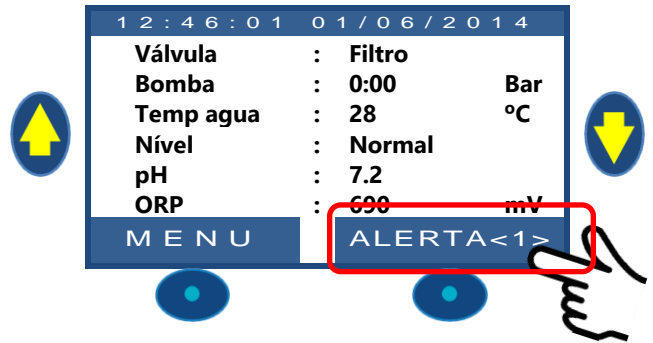 12:46:01 01/06/2014
Válvula : Filtro
Bomba : 0:00 Bar
Temp agua : 28 ºC
Nível : Normal
pH : 7.2
ORP : 690 mV
MENU ALERTA<1>